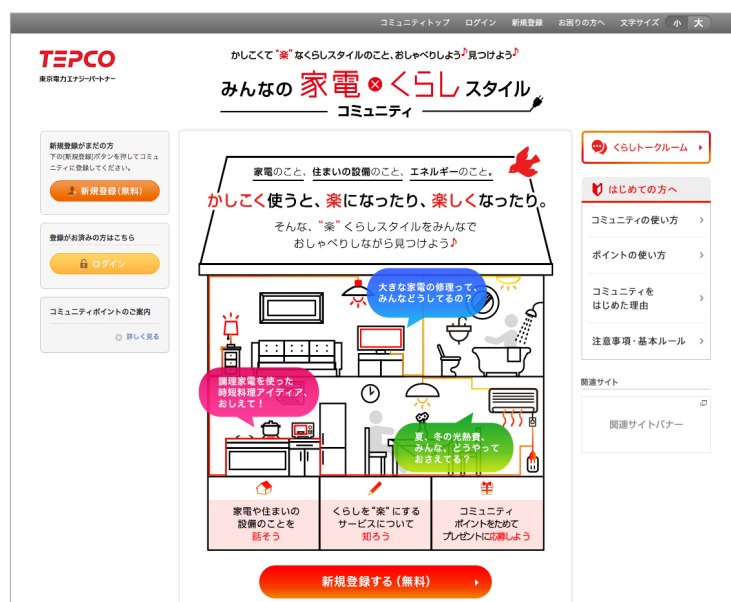 コミュニティトップ ログイン 新規登録 お困りの方へ 文字サイズ 小 大
TEPCO
東京電力エナジーパートナー
かしこくて“楽”なくらしスタイルのこと、おしゃべりしよう♪見つけよう♪
みんなの 家電×くらし スタイル
コミュニティ
新規登録がまだの方
下の[新規登録]ボタンを押してコミュ
ニティに登録してください。
新規登録(無料)
登録がお済みの方はこちら
ログイン
コミュニティポイントのご案内
詳しく見る
家電のこと、住まいの設備のこと、エネルギーのこと。
かしこく使うと、楽になったり、楽しくなったり。
そんな、“楽”くらしスタイルをみんなで
おしゃべりしながら見つけよう♪
大きな家電の修理って、
みんなどうしてるの？
調理家電を使った
時短料理アイディア、
おしえて！
夏、冬の光熱費、
みんな、どうやって
おさえてる？
家電や住まいの
設備のことを
話そう
くらしを“楽”にする
サービスについて
知ろう
コミュニティ
ポイントをためて
プレゼントに応募しよう
新規登録する（無料）
くらしトークルーム
はじめての方へ
コミュニティの使い方
ポイントの使い方
コミュニティを
はじめた理由
注意事項・基本ルール
関連サイト
関連サイトバナー